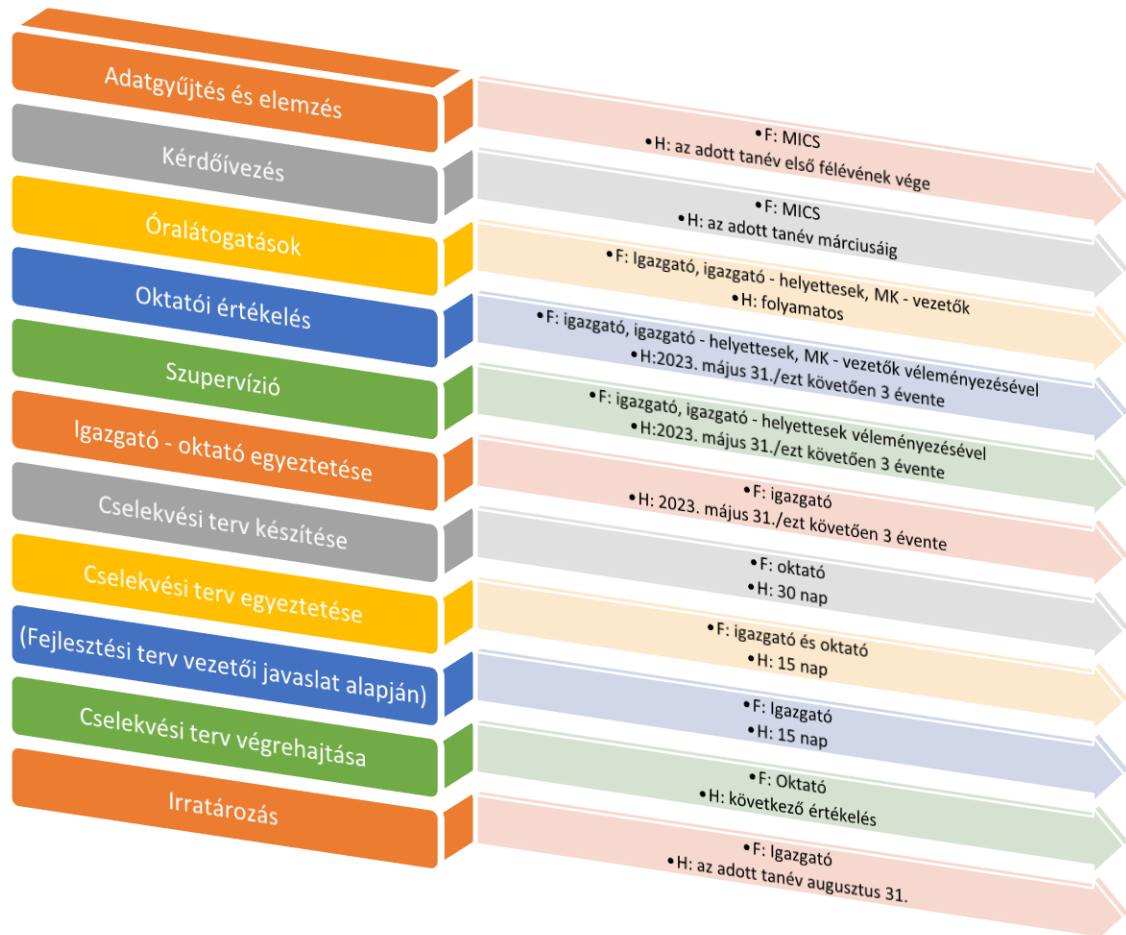 Adatgyűjtés és elemzés
•F: MICS
•H: az adott tanév első félévének vége
Kérdőívezés
•F: MICS
•H: az adott tanév márciusáig
Óralátogatások
•F: Igazgató, igazgató - helyettesek, MK - vezetők
•H: folyamatos
Oktatói értékelés
•F: igazgató, igazgató - helyettesek, MK - vezetők véleményezésével
•H:2023. május 31./ezt követően 3 évente
Szupervízió
•F: igazgató, igazgató - helyettesek véleményezésével
•H:2023. május 31./ezt követően 3 évente
Igazgató - oktató egyeztetése
•F: igazgató
•H: 2023. május 31./ezt követően 3 évente
Cselekvési terv készítése
•F: oktató
•H: 30 nap
Cselekvési terv egyeztetése
•F: igazgató és oktató
•H: 15 nap
(Fejlesztési terv vezetői javaslat alapján)
•F: Igazgató
•H: 15 nap
Cselekvési terv végrehajtása
•F: Oktató
•H: következő értékelés
Irratározás
•F: Igazgató
•H: az adott tanév augusztus 31.